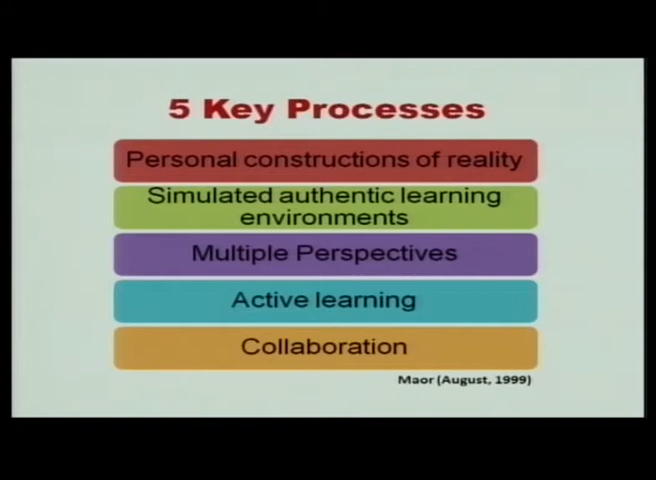 5 Key Processes
Personal constructions of reality
Simulated authentic learning
environments
Multiple Perspectives
Active learning
Collaboration
Maor (August, 1999)